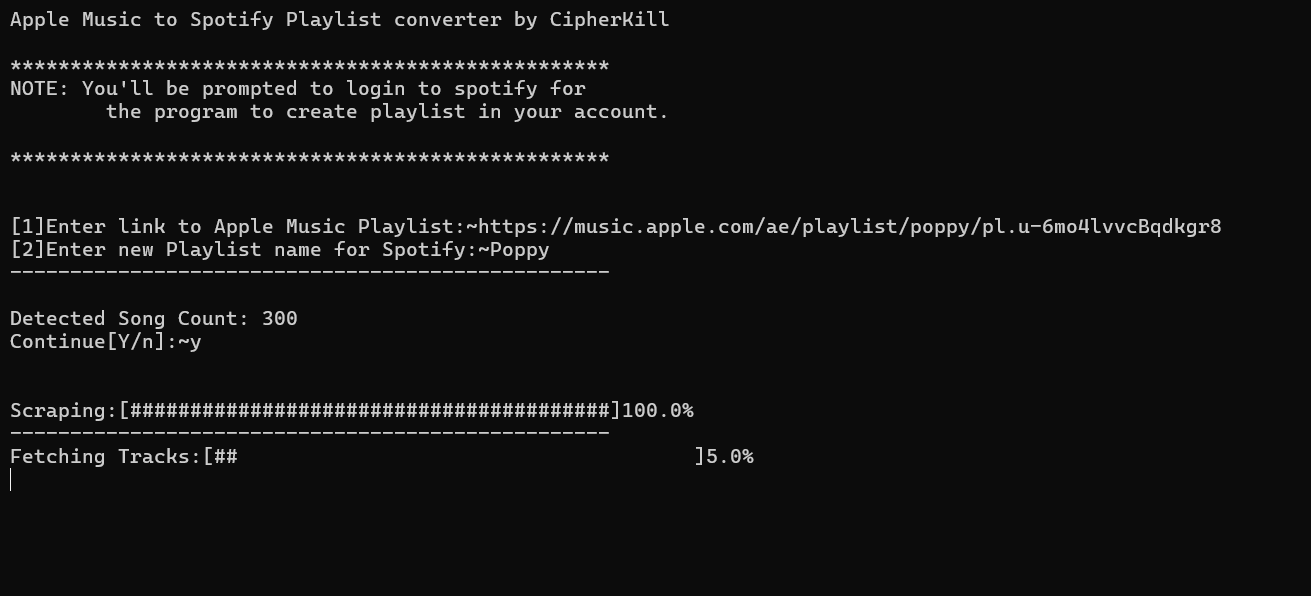 Apple Music to Spotify Playlist converter by CipherKill
**************************************************
NOTE: You'll be prompted to login to spotify for
        the program to create playlist in your account.
**************************************************
[1]Enter link to Apple Music Playlist:~https://music.apple.com/ae/playlist/poppy/pl.u-6mo4lvvcBqdkgr8
[2]Enter new Playlist name for Spotify:~Poppy
--------------------------------------------------
Detected Song Count: 300
Continue[Y/n]:~y
Scraping:[########################################]100.0%
--------------------------------------------------
Fetching Tracks:[##                                      ]5.0%